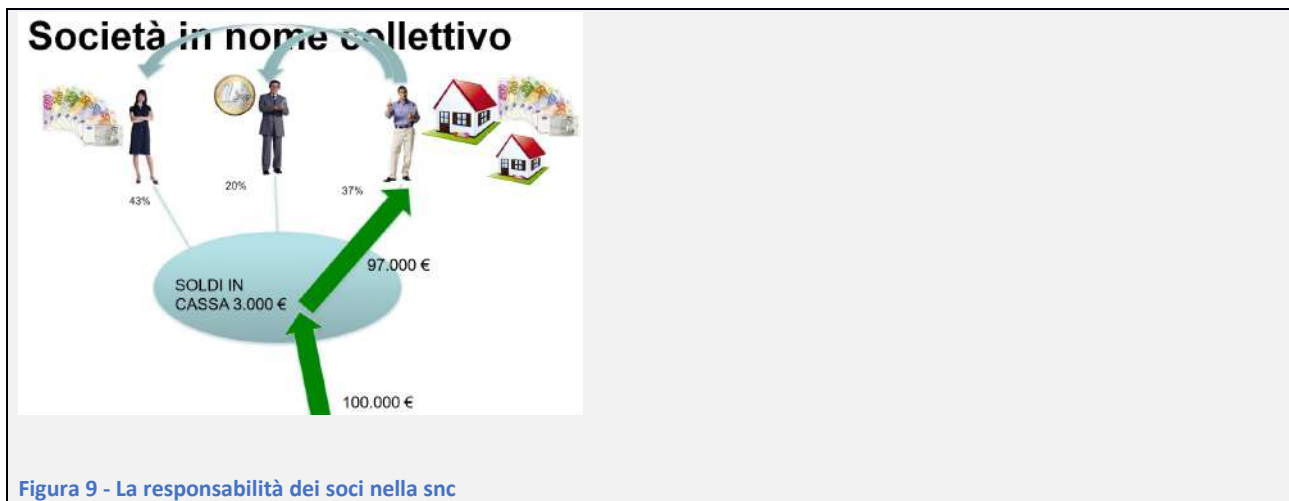 Società in nome collettivo
43%
20%
37%
97.000 €
SOLDI IN
CASSA 3.000 €
100.000 €
Figura 9 - La responsabilità dei soci nella snc